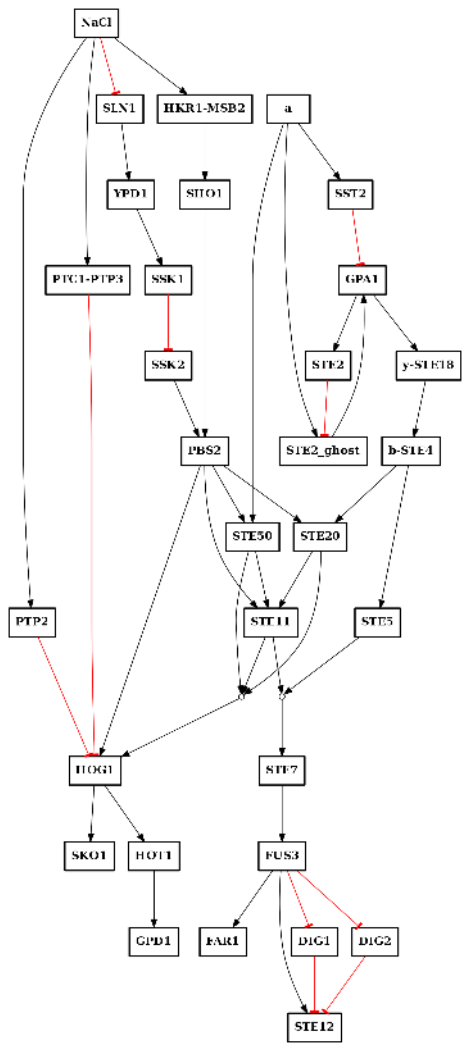 NaCl
SLN1
HKR1-MSB2
a
YPD1
SHO1
SST2
PTC1-PTP3
SSK1
GPA1
SSK2
STE2
y-STE18
PBS2
STE2_ghost
b-STE4
STE50
STE20
PTP2
STE11
STE5
HOG1
STE7
SKO1
HOT1
FUS3
GPD1
FAR1
DIG1
DIG2
STE12